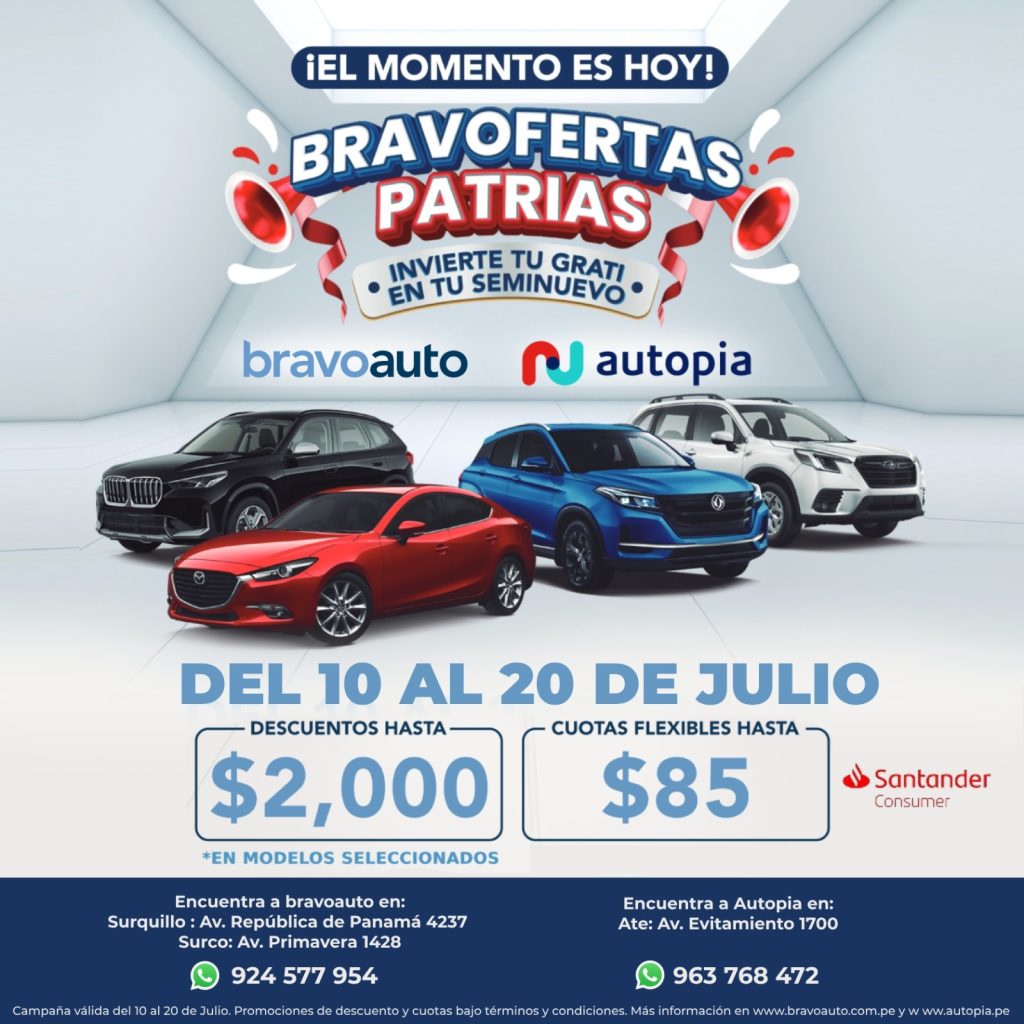 ¡EL MOMENTO ES HOY!
BRAVOFERTAS
PATRIAS
INVIERTE TU GRATI
• EN TU SEMINUEVO •
bravoauto
autopia
DEL 10 AL 20 DE JULIO
DESCUENTOS HASTA
$2,000
*EN MODELOS SELECCIONADOS
CUOTAS FLEXIBLES HASTA
$85
Santander
Consumer
Encuentra a bravoauto en:
Surquillo : Av. República de Panamá 4237
Surco: Av. Primavera 1428
924 577 954
Encuentra a Autopia en:
Ate: Av. Evitamiento 1700
963 768 472
Campaña válida del 10 al 20 de Julio. Promociones de descuento y cuotas bajo términos y condiciones. Más información en www.bravoauto.com.pe y w ww.autopia.pe